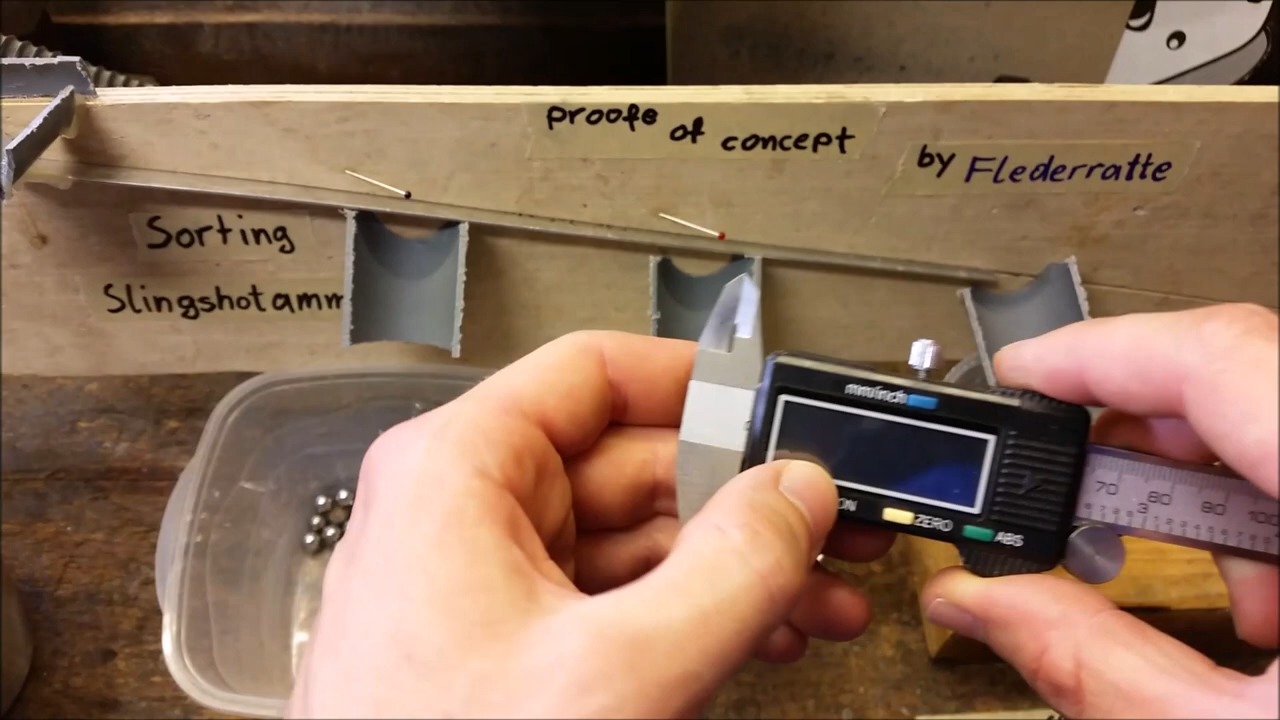 proofe of concept
by Flederratte
Sorting
Slingshotamm
mm/inch
ON ZERO ABS
70 80 90 100
3